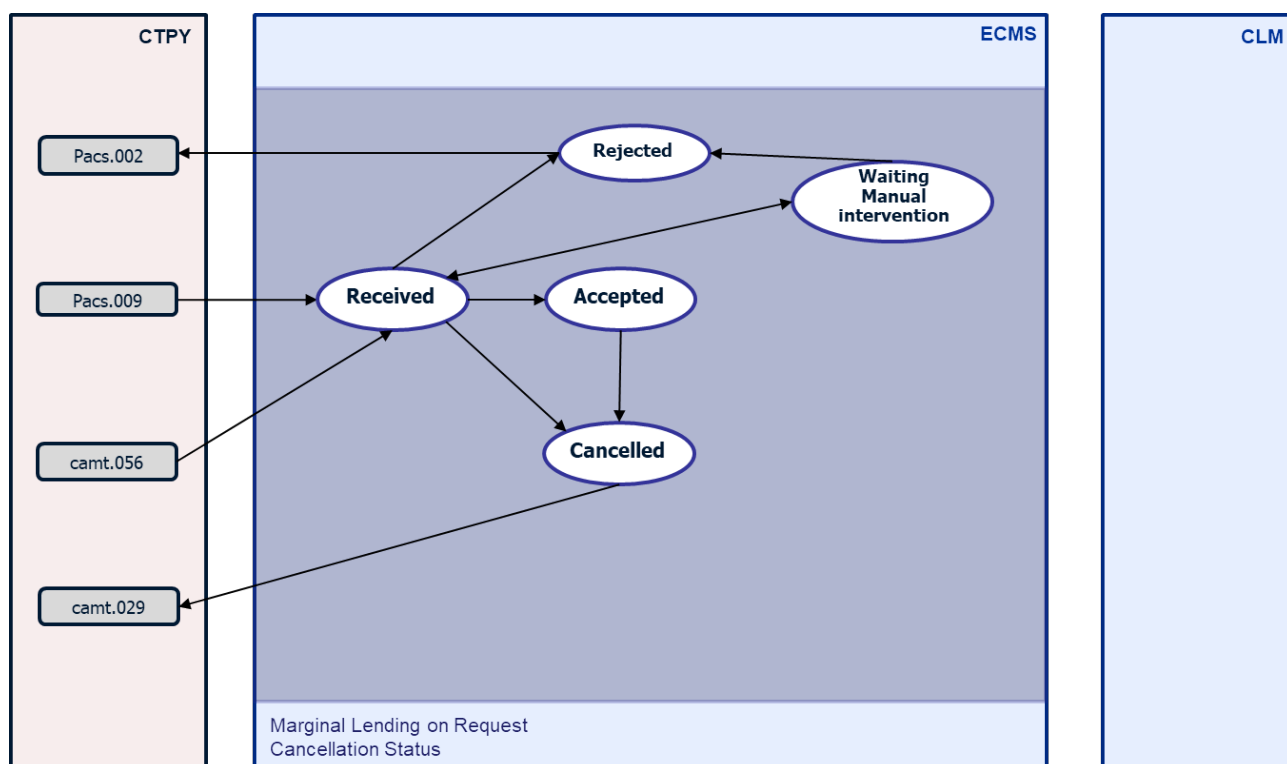 CTPY
ECMS
CLM
Pacs.002
Rejected
Waiting
Manual
intervention
Pacs.009
Received
Accepted
camt.056
Cancelled
camt.029
Marginal Lending on Request
Cancellation Status